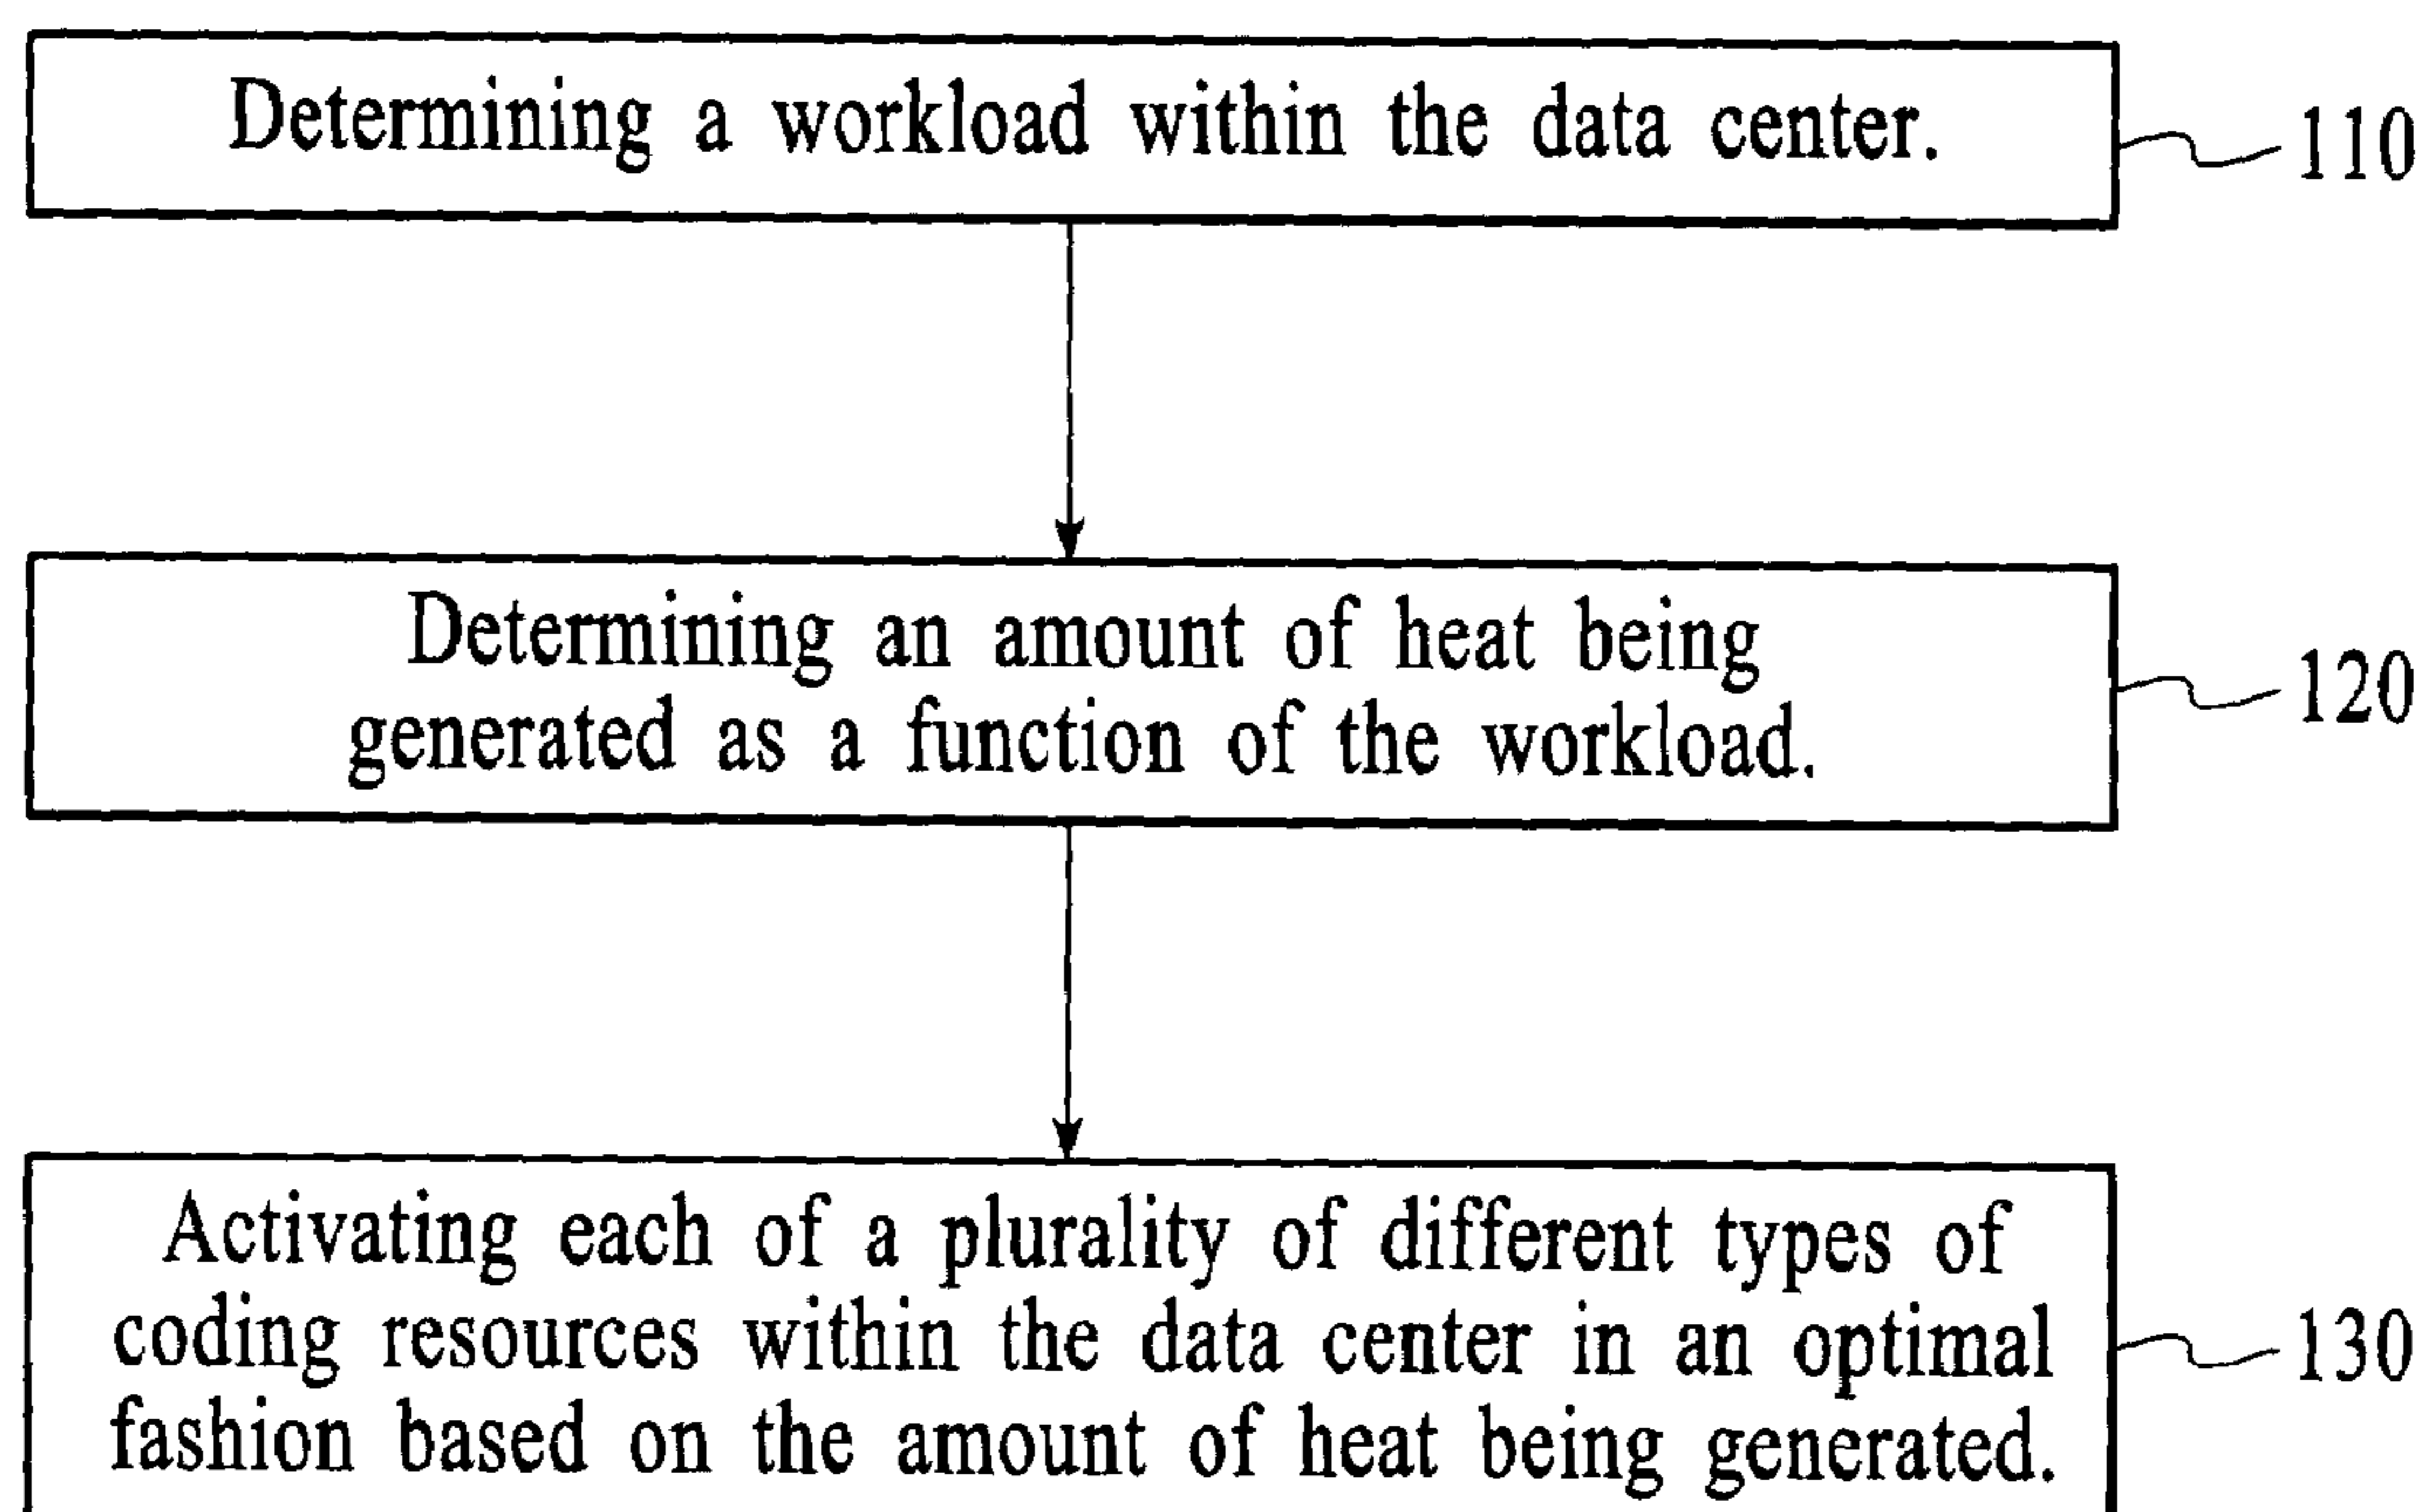 Determining a workload within the data center.
110
Determining an amount of heat being
generated as a function of the workload.
120
Activating each of a plurality of different types of
coding resources within the data center in an optimal
fashion based on the amount of heat being generated.
130